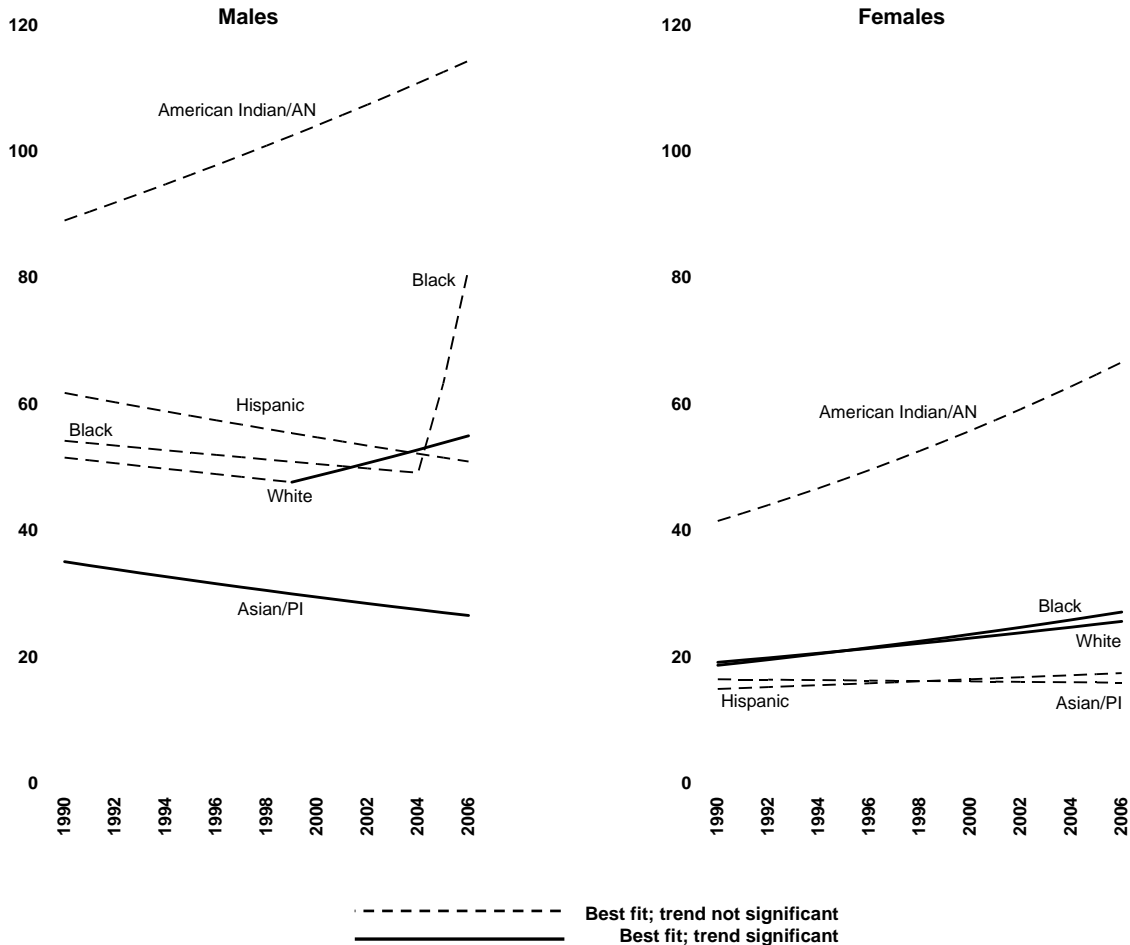 Males
120
100
80
60
40
20
0
American Indian/AN
Black
Hispanic
Black
White
Asian/PI
1990
1992
1994
1996
1998
2000
2002
2004
2006
Females
120
100
80
60
40
20
0
American Indian/AN
Black
White
Hispanic
Asian/PI
1990
1992
1994
1996
1998
2000
2002
2004
2006
Best fit; trend not significant
Best fit; trend significant